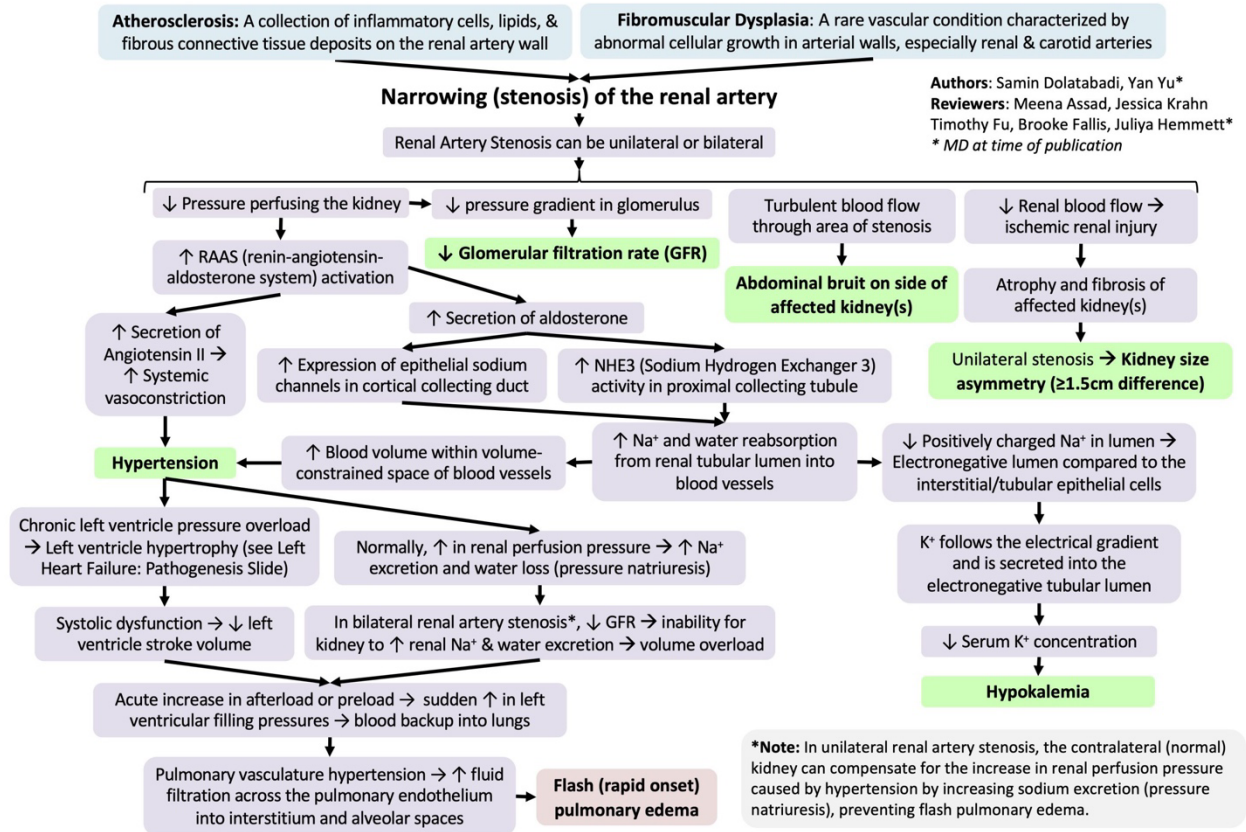 Atherosclerosis: A collection of inflammatory cells, lipids, &
fibrous connective tissue deposits on the renal artery wall
Fibromuscular Dysplasia: A rare vascular condition characterized by
abnormal cellular growth in arterial walls, especially renal & carotid arteries
Authors: Samin Dolatabadi, Yan Yu*
Reviewers: Meena Assad, Jessica Krahn
Timothy Fu, Brooke Fallis, Juliya Hemmett*
* MD at time of publication
Narrowing (stenosis) of the renal artery
Renal Artery Stenosis can be unilateral or bilateral
↓ Pressure perfusing the kidney
↓ pressure gradient in glomerulus
↓ Glomerular filtration rate (GFR)
Turbulent blood flow
through area of stenosis
Abdominal bruit on side of
affected kidney(s)
↓ Renal blood flow →
ischemic renal injury
Atrophy and fibrosis of
affected kidney(s)
Unilateral stenosis → Kidney size
asymmetry (≥1.5cm difference)
↑ RAAS (renin-angiotensin-
aldosterone system) activation
↑ Secretion of
Angiotensin II →
↑ Systemic
vasoconstriction
↑ Secretion of aldosterone
↑ Expression of epithelial sodium
channels in cortical collecting duct
↑ NHE3 (Sodium Hydrogen Exchanger 3)
activity in proximal collecting tubule
Hypertension
↑ Blood volume within volume-
constrained space of blood vessels
↑ Na⁺ and water reabsorption
from renal tubular lumen into
blood vessels
↓ Positively charged Na⁺ in lumen →
Electronegative lumen compared to the
interstitial/tubular epithelial cells
Chronic left ventricle pressure overload
→ Left ventricle hypertrophy (see Left
Heart Failure: Pathogenesis Slide)
Normally, ↑ in renal perfusion pressure → ↑ Na⁺
excretion and water loss (pressure natriuresis)
K⁺ follows the electrical gradient
and is secreted into the
electronegative tubular lumen
Systolic dysfunction → ↓ left
ventricle stroke volume
In bilateral renal artery stenosis*, ↓ GFR → inability for
kidney to ↑ renal Na⁺ & water excretion → volume overload
↓ Serum K⁺ concentration
Hypokalemia
Acute increase in afterload or preload → sudden ↑ in left
ventricular filling pressures → blood backup into lungs
Pulmonary vasculature hypertension → ↑ fluid
filtration across the pulmonary endothelium
into interstitium and alveolar spaces
Flash (rapid onset)
pulmonary edema
*Note: In unilateral renal artery stenosis, the contralateral (normal)
kidney can compensate for the increase in renal perfusion pressure
caused by hypertension by increasing sodium excretion (pressure
natriuresis), preventing flash pulmonary edema.